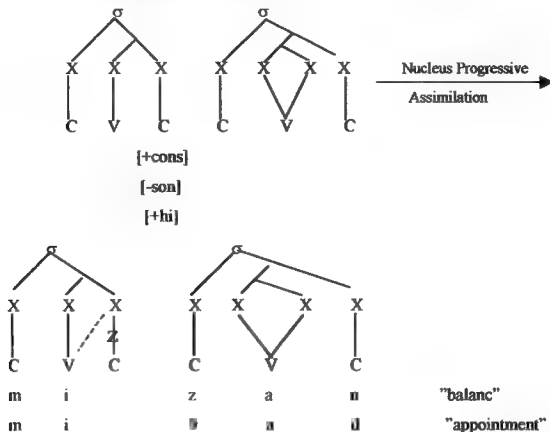 σ σ
X X X X X X X Nucleus Progressive
Assimilation
C V C C V C
[+cons]
[-son]
[+hi]
σ σ
X X X X X X X
Z
C V C C V C
m i z a n "balanc"
m i a d "appointment"